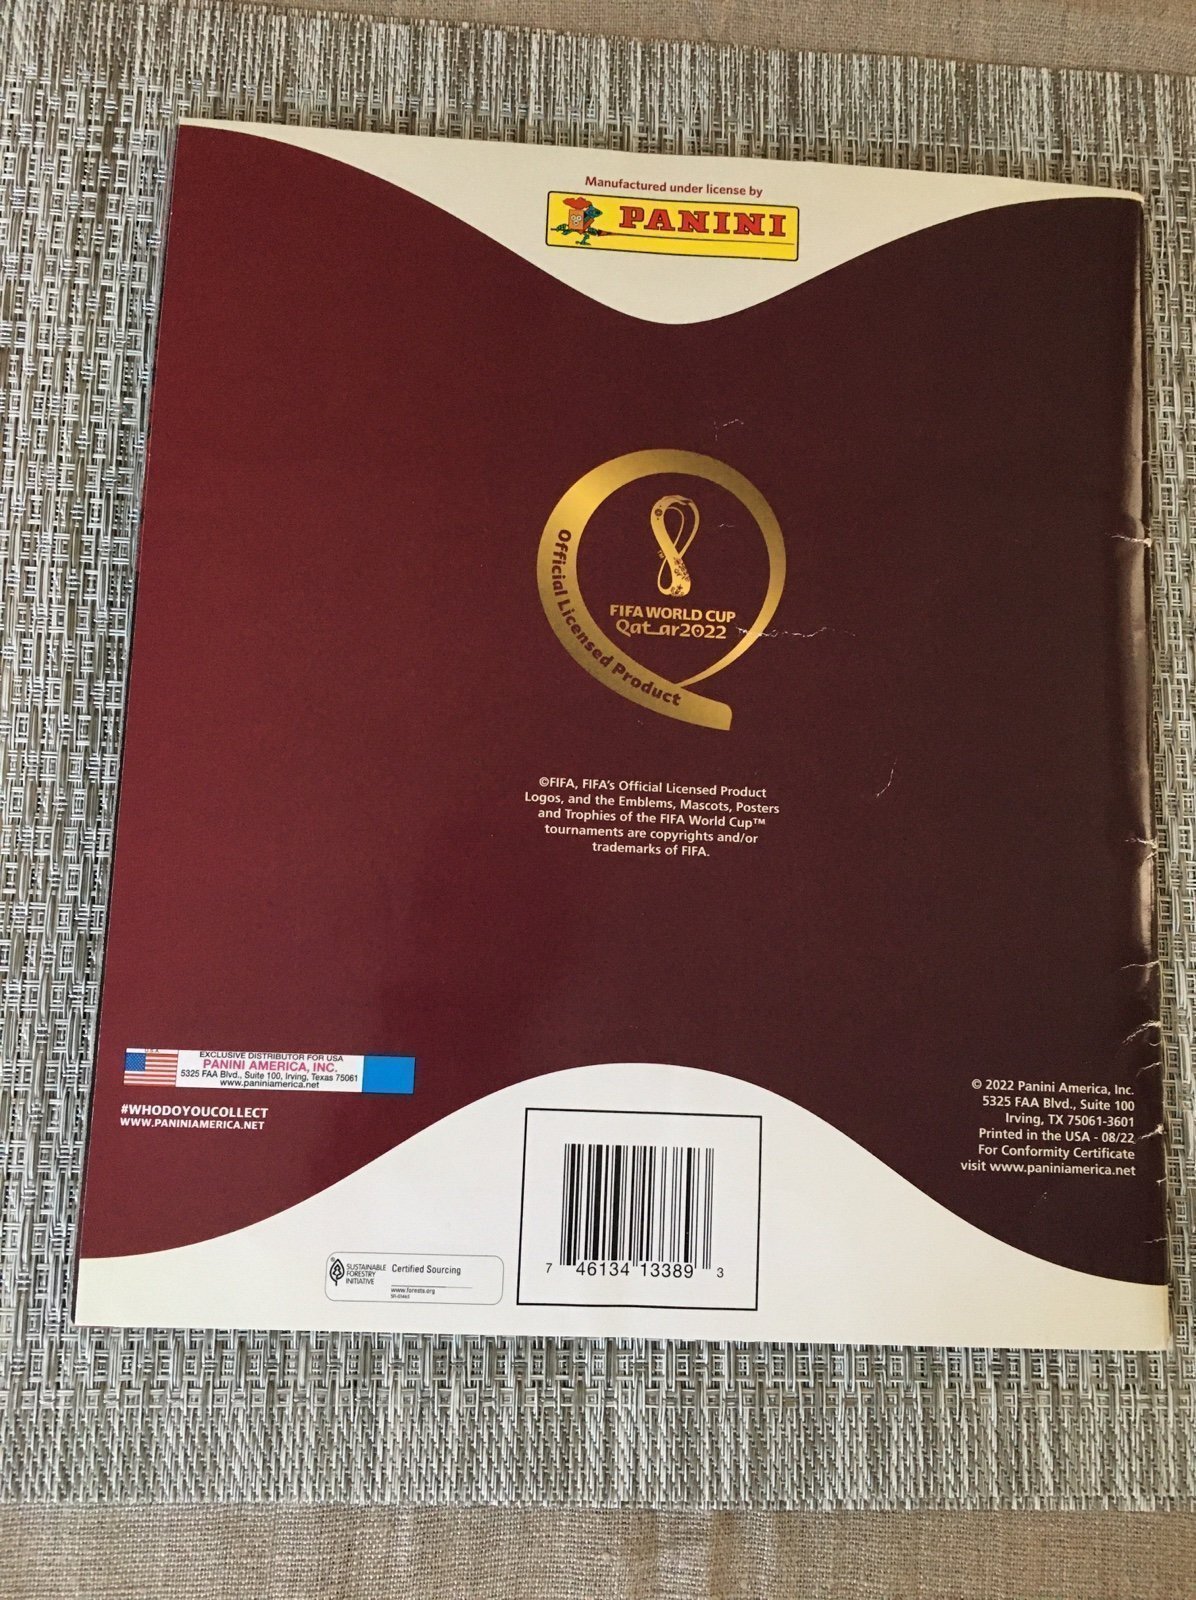 Manufactured under license by
PANINI
Official Licensed Product
FIFA WORLD CUP
Qatar2022
©FIFA, FIFA's Official Licensed Product
Logos, and the Emblems, Mascots, Posters
and Trophies of the FIFA World Cup™
tournaments are copyrights and/or
trademarks of FIFA.
EXCLUSIVE DISTRIBUTOR FOR USA
PANINI AMERICA, INC.
5325 FAA Blvd., Suite 100, Irving, Texas 75061
www.paniniamerica.net
#WHODOYOUCOLLECT
WWW.PANINIAMERICA.NET
© 2022 Panini America, Inc.
5325 FAA Blvd., Suite 100
Irving, TX 75061-3601
Printed in the USA - 08/22
For Conformity Certificate
visit www.paniniamerica.net
SUSTAINABLE
FORESTRY
INITIATIVE
Certified Sourcing
www.forests.org
7 46134 13389 3